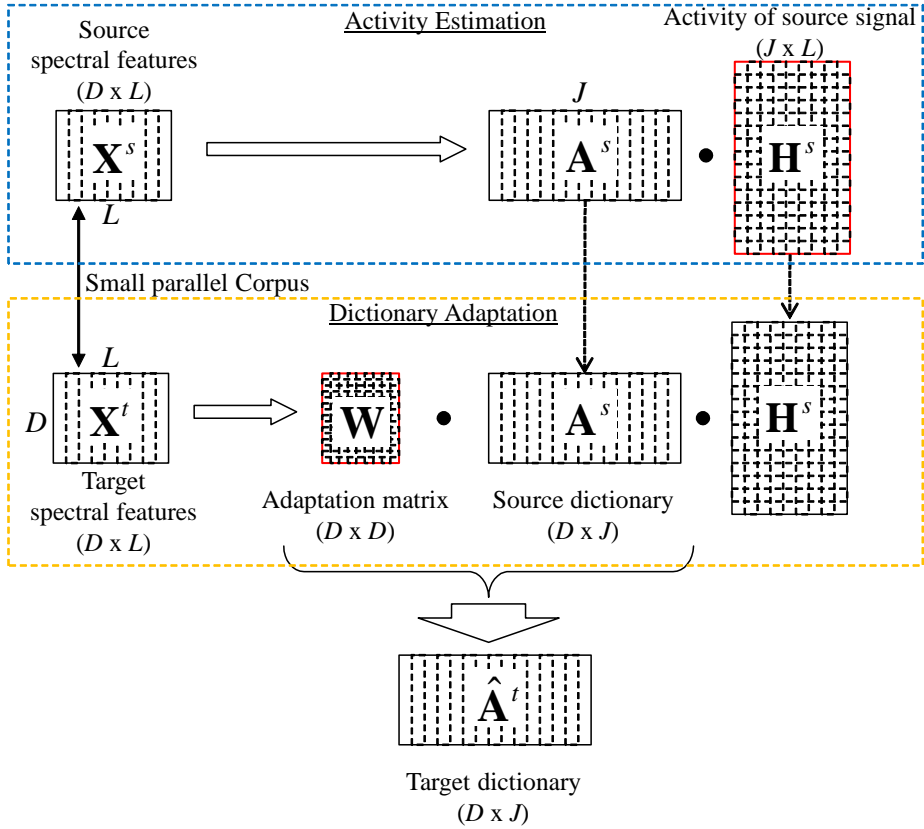 Activity Estimation
Source
spectral features
(D x L)
Activity of source signal
(J x L)
J
X^s
A^s
●
H^s
L
Small parallel Corpus
Dictionary Adaptation
L
D
X^t
W
●
A^s
●
H^s
Target
spectral features
(D x L)
Adaptation matrix
(D x D)
Source dictionary
(D x J)
Â^t
Target dictionary
(D x J)